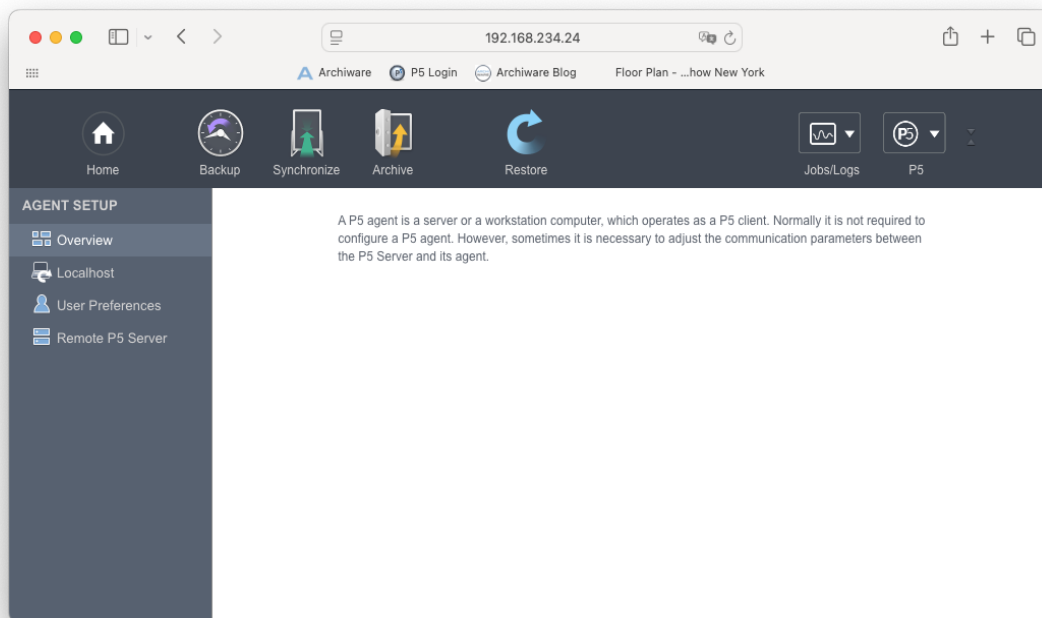 192.168.234.24
Archiware
P5 Login
Archiware Blog
Floor Plan - ...how New York
Home
Backup
Synchronize
Archive
Restore
Jobs/Logs
P5
P5
AGENT SETUP
Overview
Localhost
User Preferences
Remote P5 Server
A P5 agent is a server or a workstation computer, which operates as a P5 client. Normally it is not required to
configure a P5 agent. However, sometimes it is necessary to adjust the communication parameters between
the P5 Server and its agent.